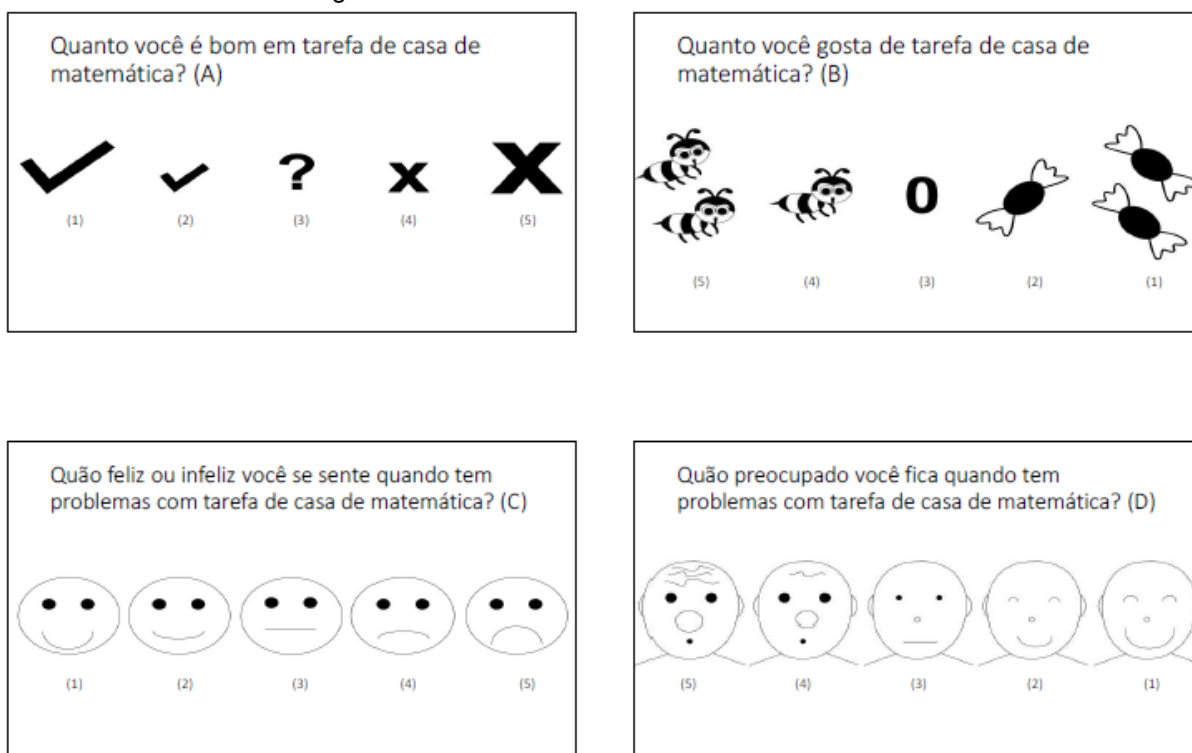 Quanto você é bom em tarefa de casa de
matemática? (A)
? x X
(1) (2) (3) (4) (5)
Quanto você gosta de tarefa de casa de
matemática? (B)
0
(5) (4) (3) (2) (1)
Quão feliz ou infeliz você se sente quando tem
problemas com tarefa de casa de matemática? (C)
(1) (2) (3) (4) (5)
Quão preocupado você fica quando tem
problemas com tarefa de casa de matemática? (D)
(5) (4) (3) (2) (1)